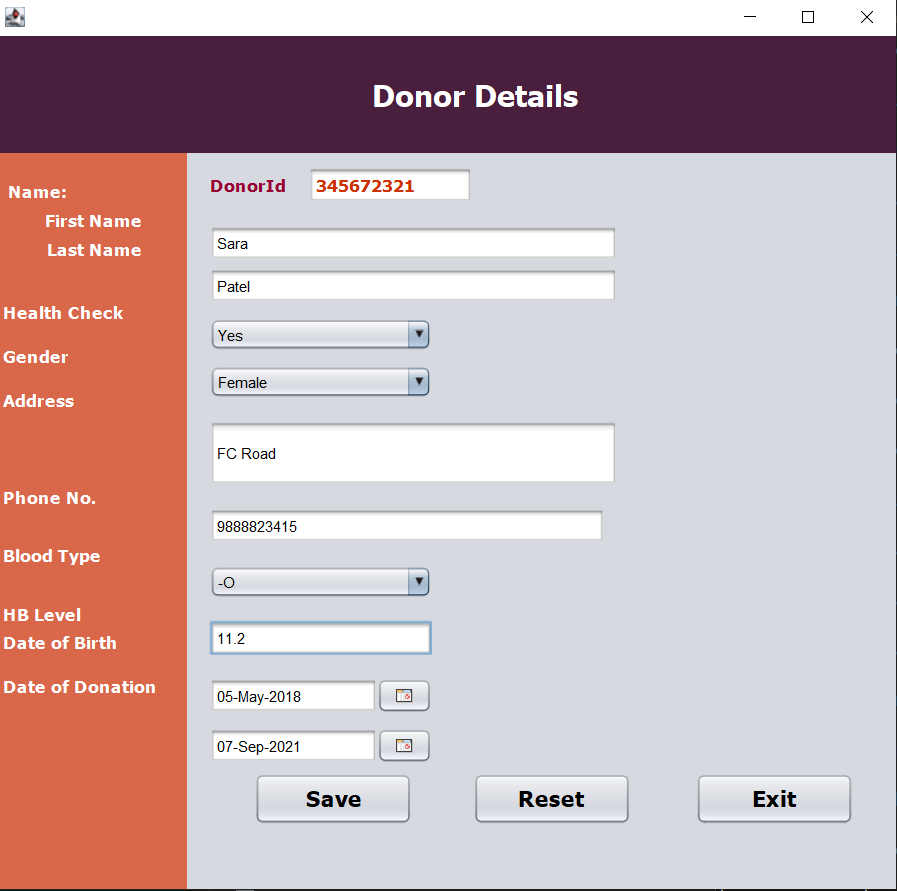 Donor Details
Name:
DonorId 345672321
First Name
Last Name
Sara
Patel
Health Check
Yes
Gender
Female
Address
FC Road
Phone No.
9888823415
Blood Type
-O
HB Level
11.2
Date of Birth
Date of Donation
05-May-2018
07-Sep-2021
Save Reset Exit